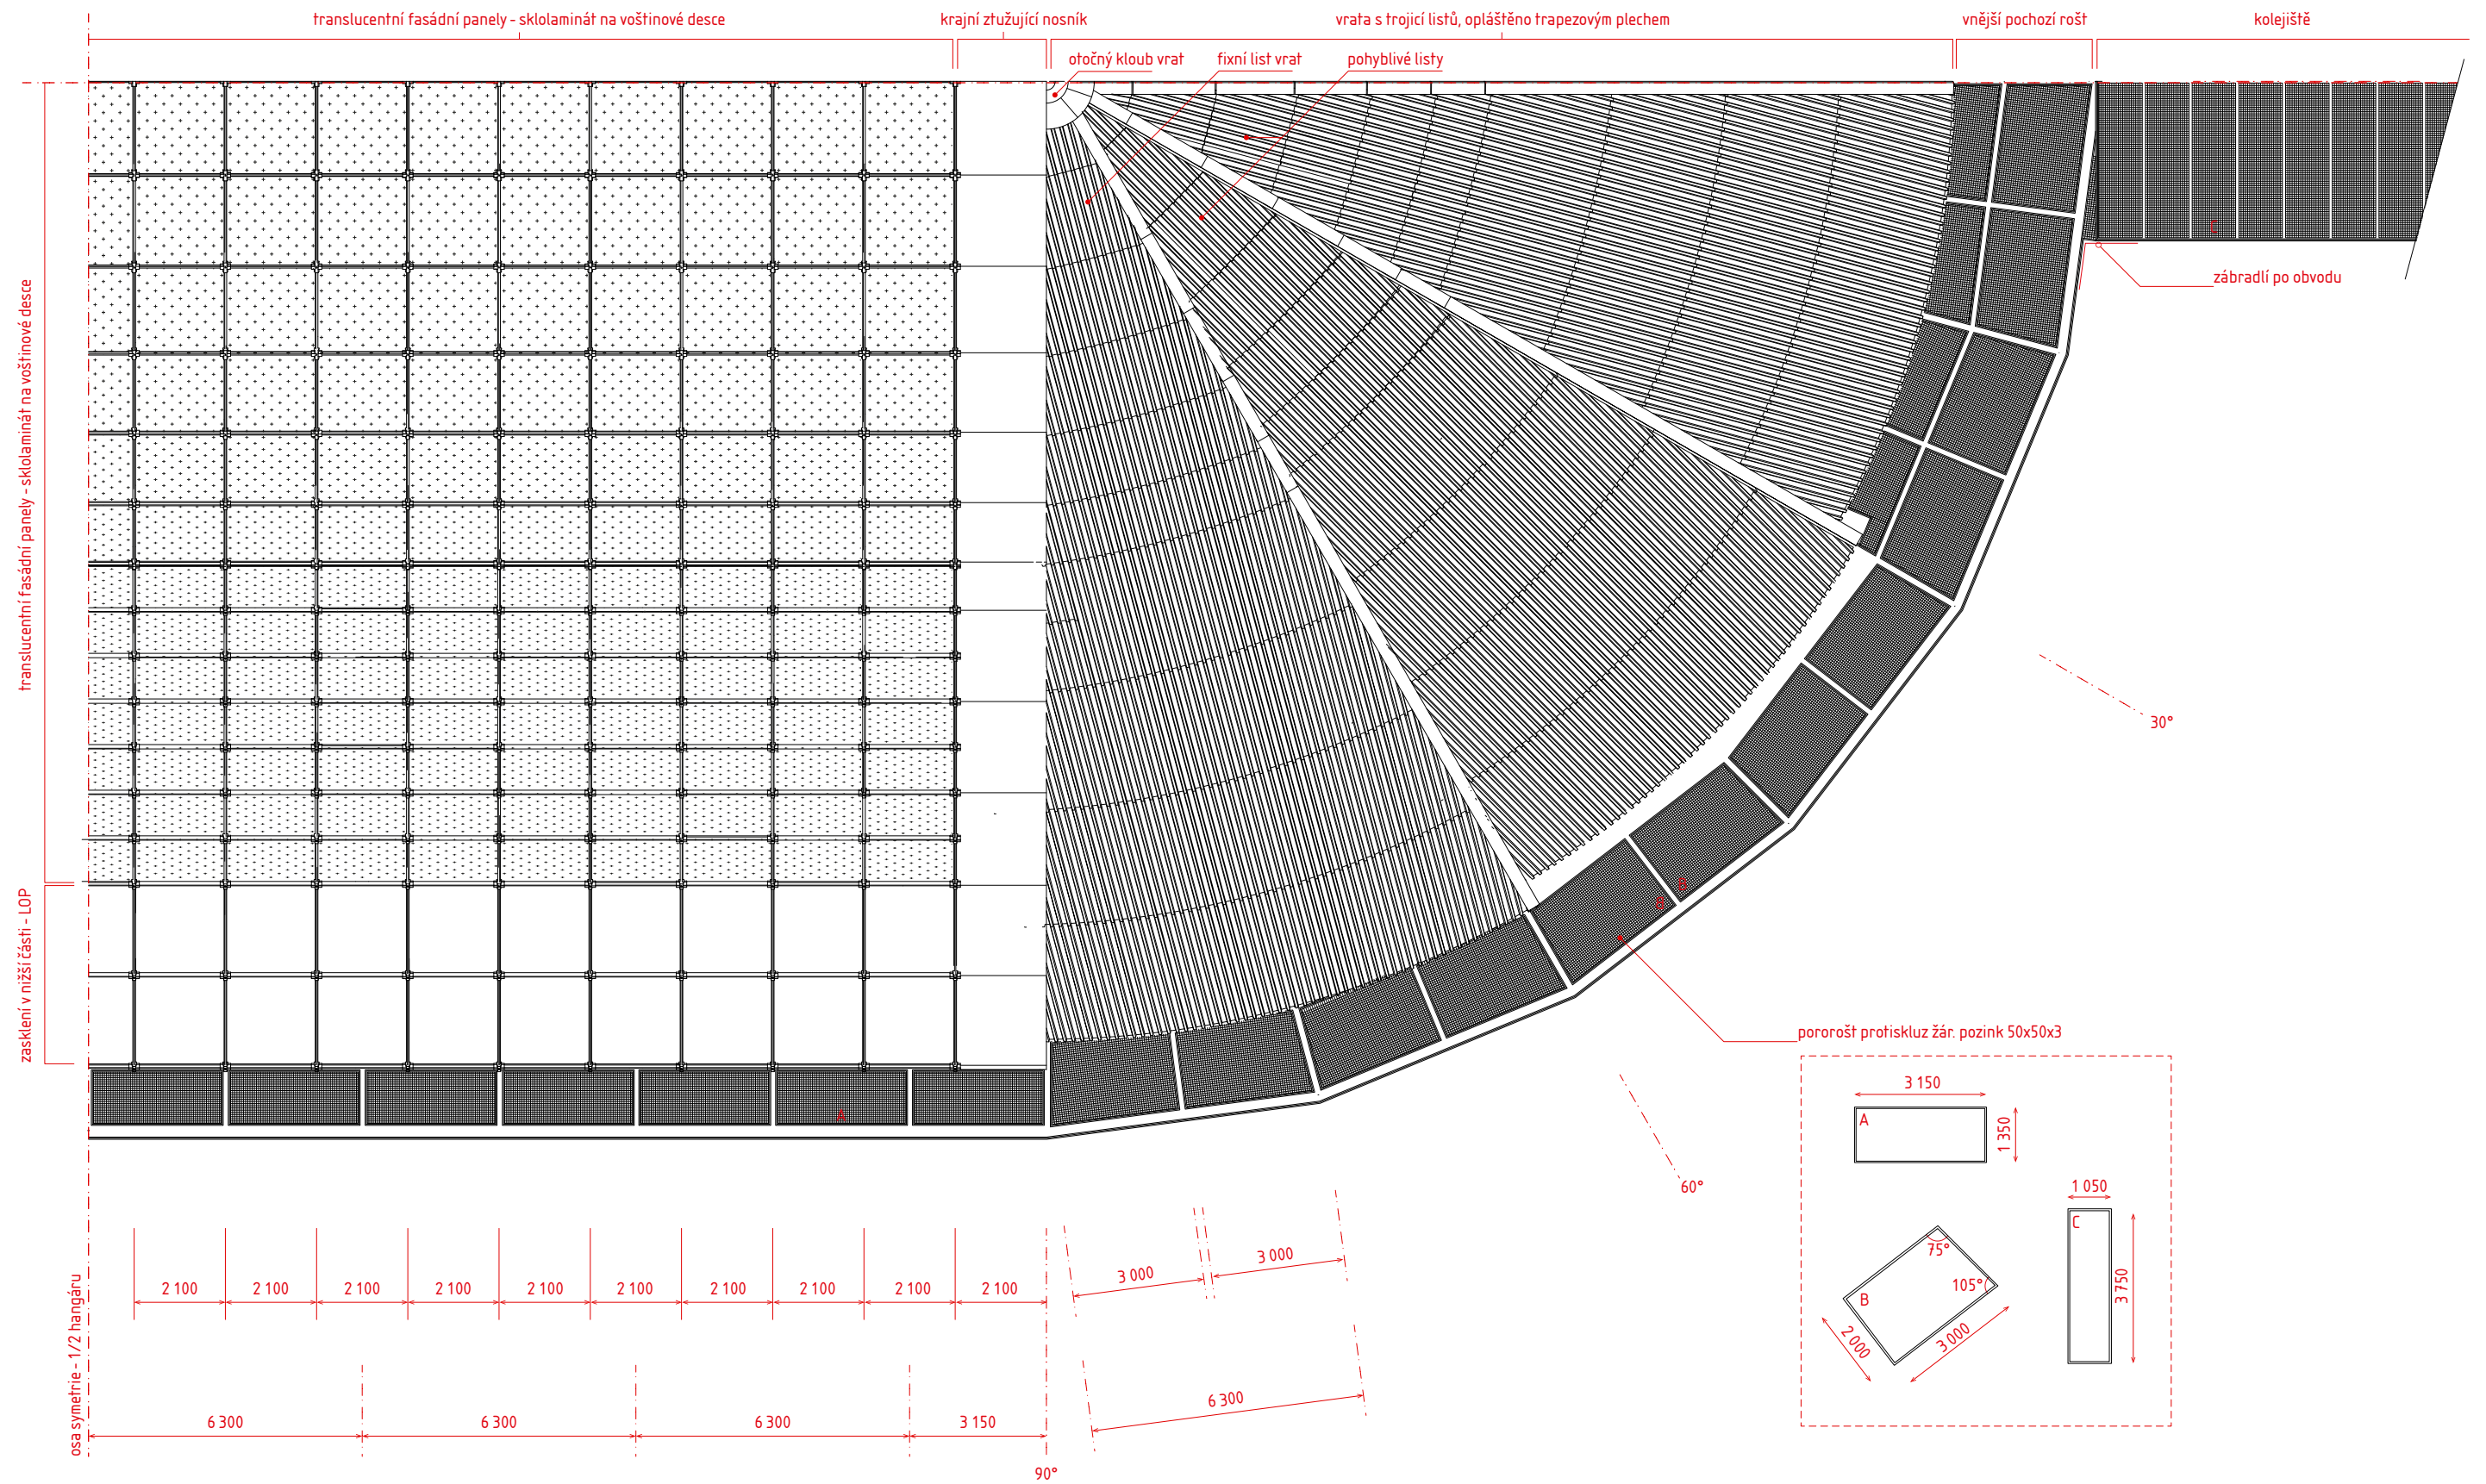 translucentní fasádní panely - sklolaminát na voštinové desce
krajní ztužující nosník
vrata s trojicí listů, opláštěno trapezovým plechem
vnější pochozí rošt
kolejiště
otočný kloub vrat
fixní list vrat
pohyblivé listy
C
zábradlí po obvodu
translucentní fasádní panely - sklolaminát na voštinové desce
30°
B
B
zasklení v nižší části - LOP
pororošt protiskluz žár. pozink 50x50x3
A
3 150
A
1 350
60°
1 050
C
75°
105°
B
3 750
2 000
3 000
3 000
3 000
2 100
2 100
2 100
2 100
2 100
2 100
2 100
2 100
2 100
2 100
osa symetrie - 1/2 hangáru
6 300
6 300
6 300
6 300
3 150
90°